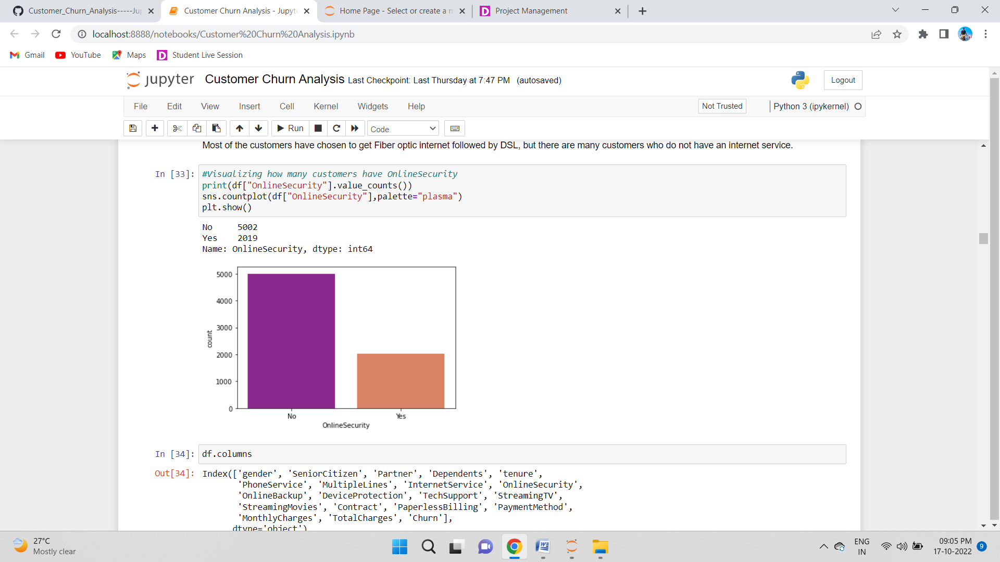 Customer_Churn_Analysis-----Jup
Customer Churn Analysis - Jupyte
Home Page - Select or create a n
D Project Management
localhost:8888/notebooks/Customer%20Churn%20Analysis.ipynb
Gmail
YouTube
Maps
D Student Live Session
jupyter Customer Churn Analysis Last Checkpoint: Last Thursday at 7:47 PM (autosaved)
Logout
File Edit View Insert Cell Kernel Widgets Help
Not Trusted
Python 3 (ipykernel)
Run
Code
Most of the customers have chosen to get Fiber optic internet followed by DSL, but there are many customers who do not have an internet service.
In [33]:
#Visualizing how many customers have OnlineSecurity
print(df["OnlineSecurity"].value_counts())
sns.countplot(df["OnlineSecurity"],palette="plasma")
plt.show()
No     5002
Yes    2019
Name: OnlineSecurity, dtype: int64
5000
4000
3000
2000
1000
0
count
No
Yes
OnlineSecurity
In [34]:
df.columns
Out[34]:
Index(['gender', 'SeniorCitizen', 'Partner', 'Dependents', 'tenure',
'PhoneService', 'MultipleLines', 'InternetService', 'OnlineSecurity',
'OnlineBackup', 'DeviceProtection', 'TechSupport', 'StreamingTV',
'StreamingMovies', 'Contract', 'PaperlessBilling', 'PaymentMethod',
'MonthlyCharges', 'TotalCharges', 'Churn'],
dtype='object')
27°C
Mostly clear
ENG
IN
09:05 PM
17-10-2022
9